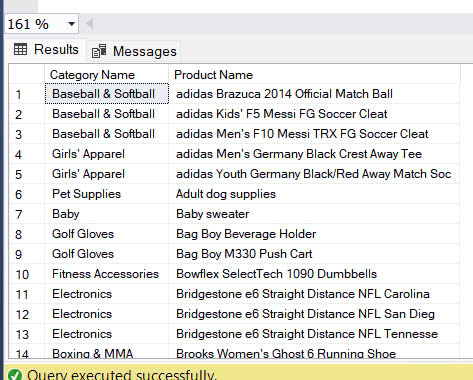 161 %
Results Messages
Category Name Product Name
1 Baseball & Softball adidas Brazuca 2014 Official Match Ball
2 Baseball & Softball adidas Kids' F5 Messi FG Soccer Cleat
3 Baseball & Softball adidas Men's F10 Messi TRX FG Soccer Cleat
4 Girls' Apparel adidas Men's Germany Black Crest Away Tee
5 Girls' Apparel adidas Youth Germany Black/Red Away Match Soc
6 Pet Supplies Adult dog supplies
7 Baby Baby sweater
8 Golf Gloves Bag Boy Beverage Holder
9 Golf Gloves Bag Boy M330 Push Cart
10 Fitness Accessories Bowflex SelectTech 1090 Dumbbells
11 Electronics Bridgestone e6 Straight Distance NFL Carolina
12 Electronics Bridgestone e6 Straight Distance NFL San Dieg
13 Electronics Bridgestone e6 Straight Distance NFL Tennesse
14 Boxing & MMA Brooks Women's Ghost 6 Running Shoe
Query executed successfully.